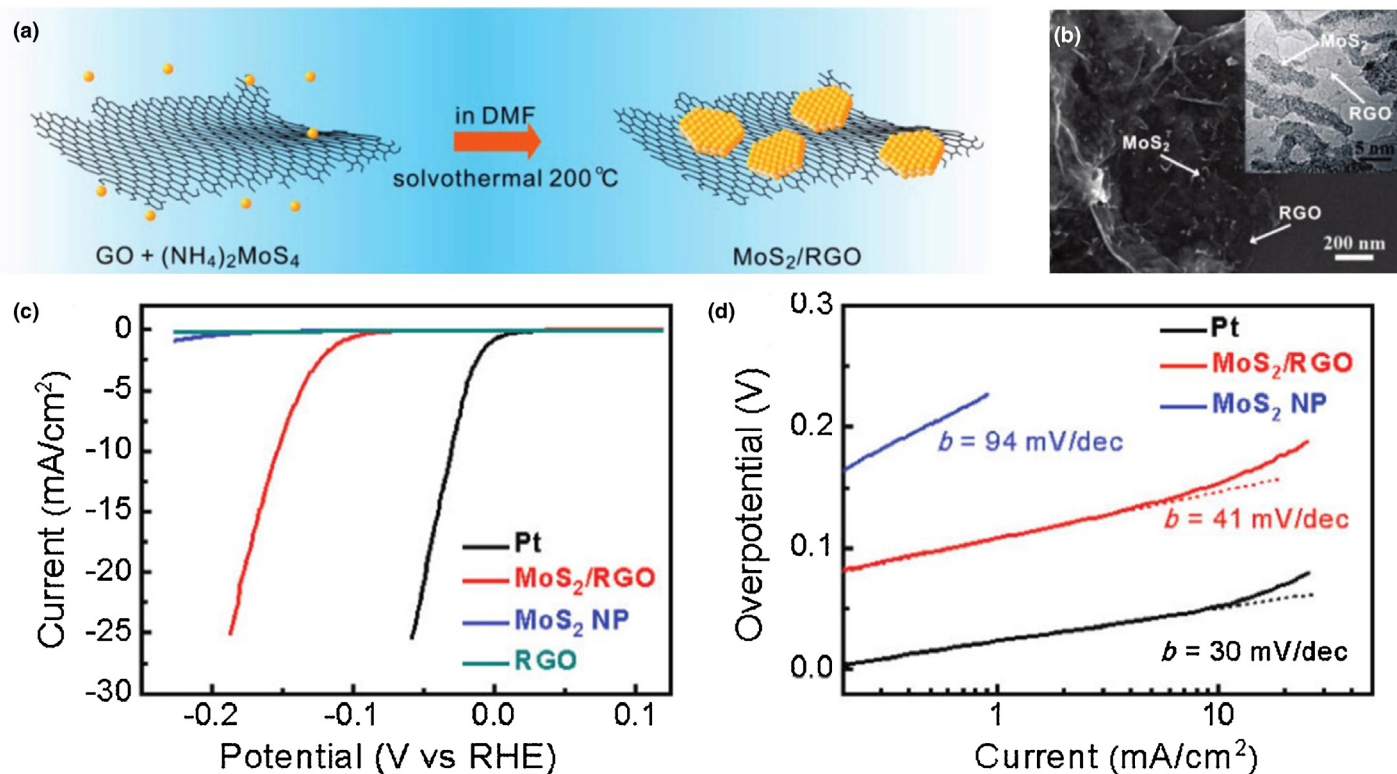 (a)
in DMF
solvothermal 200 °C
GO + (NH₄)₂MoS₄
MoS₂/RGO
(b)
MoS₂
RGO
5 nm
MoS₂
RGO
200 nm
(c)
Current (mA/cm²)
0
-5
-10
-15
-20
-25
-30
Pt
MoS₂/RGO
MoS₂ NP
RGO
-0.2
-0.1
0.0
0.1
Potential (V vs RHE)
(d)
Overpotential (V)
0.3
0.2
0.1
0.0
Pt
MoS₂/RGO
MoS₂ NP
b = 94 mV/dec
b = 41 mV/dec
b = 30 mV/dec
1
10
Current (mA/cm²)